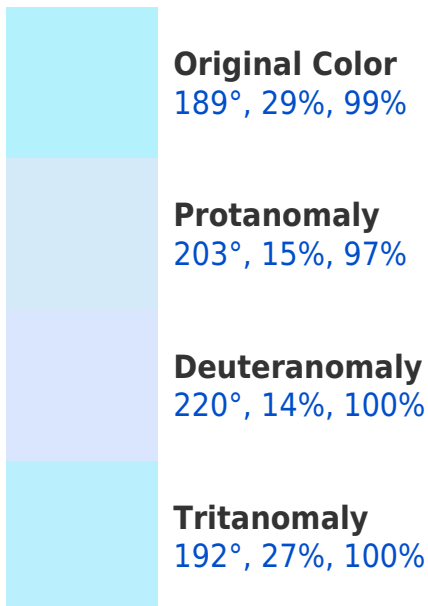 Original Color
189°, 29%, 99%
Protanomaly
203°, 15%, 97%
Deuteranomaly
220°, 14%, 100%
Tritanomaly
192°, 27%, 100%